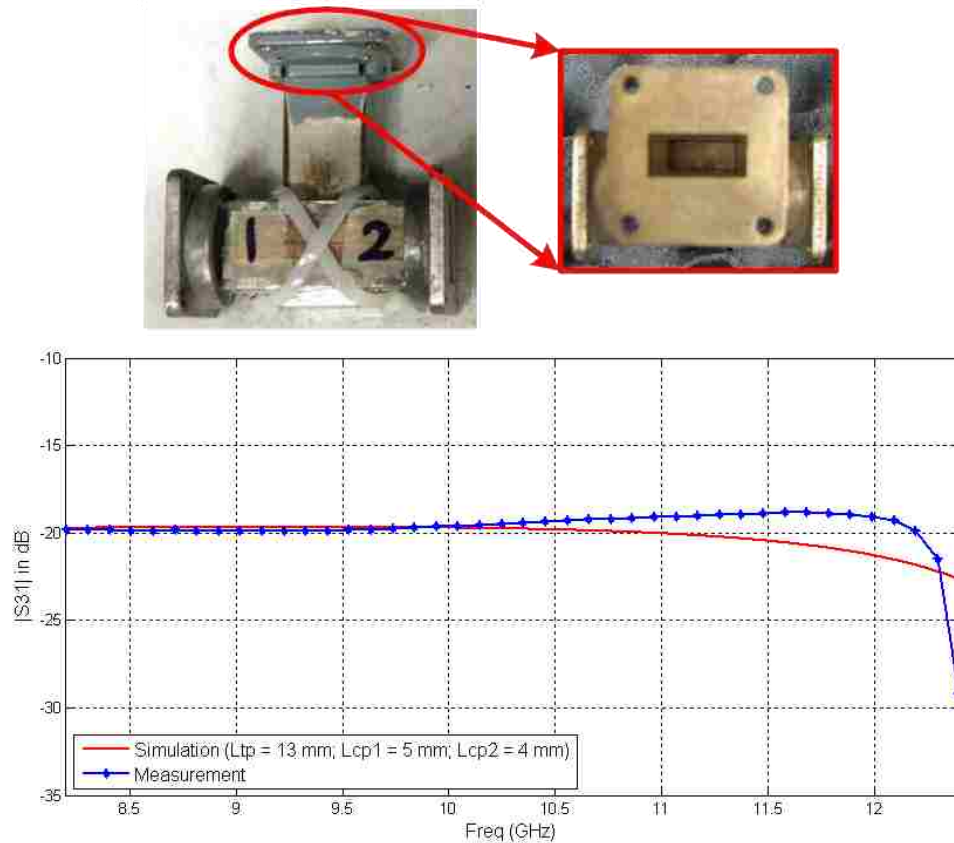 1 2
-10
-15
-20
-25
-30
-35
|S31| in dB
Simulation (Ltp = 13 mm; Lcp1 = 5 mm; Lcp2 = 4 mm)
Measurement
8.5 9 9.5 10 10.5 11 11.5 12
Freq (GHz)